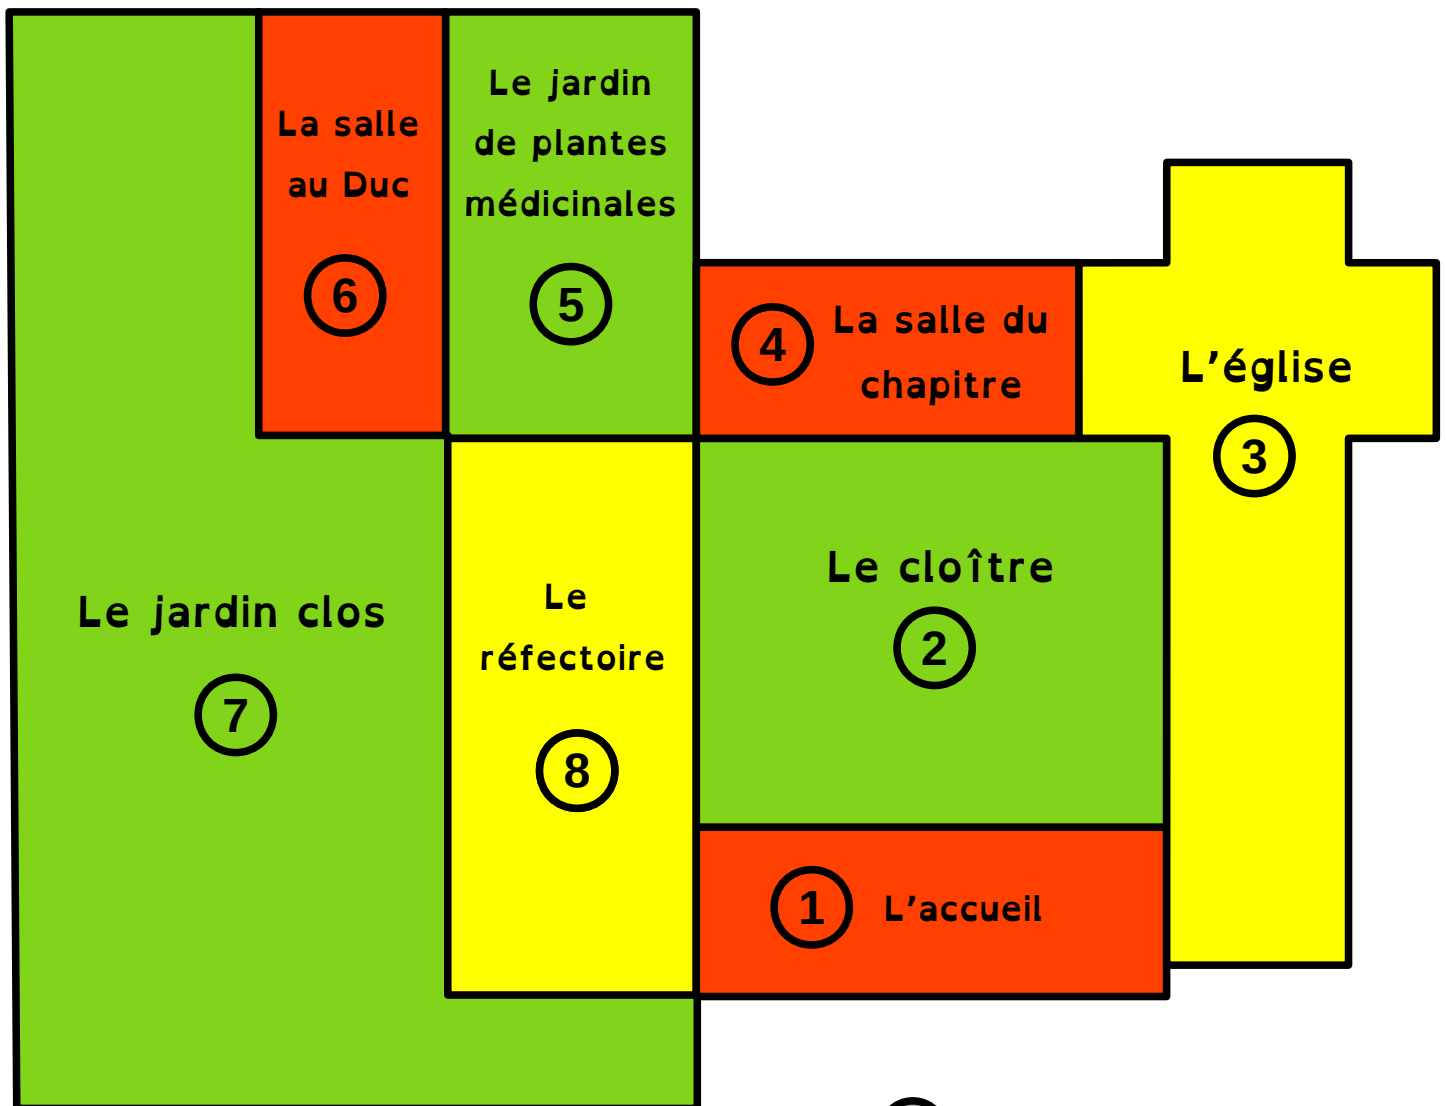 La salle
au Duc
6
Le jardin
de plantes
médicinales
5
4
La salle du
chapitre
L'église
3
Le jardin clos
7
Le
réfectoire
8
Le cloître
2
1
L'accueil